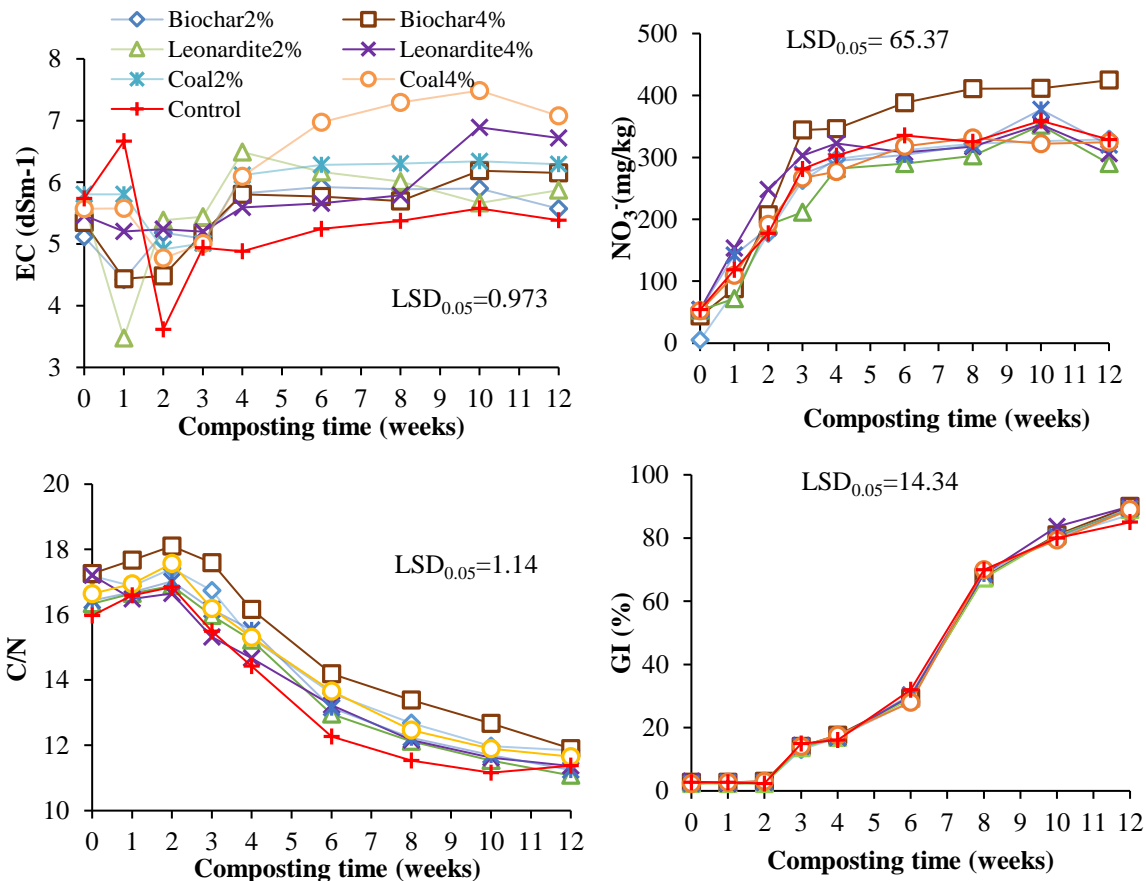 Biochar2% Biochar4%
Leonardite2% Leonardite4%
Coal2% Coal4%
Control
EC (dSm-1)
8
7
6
5
4
3
LSD0.05=0.973
0 1 2 3 4 5 6 7 8 9 10 11 12
Composting time (weeks)
LSD0.05= 65.37
NO3-(mg/kg)
500
400
300
200
100
0
0 1 2 3 4 5 6 7 8 9 10 11 12
Composting time (weeks)
C/N
20
18
16
14
12
10
LSD0.05=1.14
0 1 2 3 4 5 6 7 8 9 10 11 12
Composting time (weeks)
LSD0.05=14.34
GI (%)
100
80
60
40
20
0
0 1 2 3 4 5 6 7 8 9 10 11 12
Composting time (weeks)